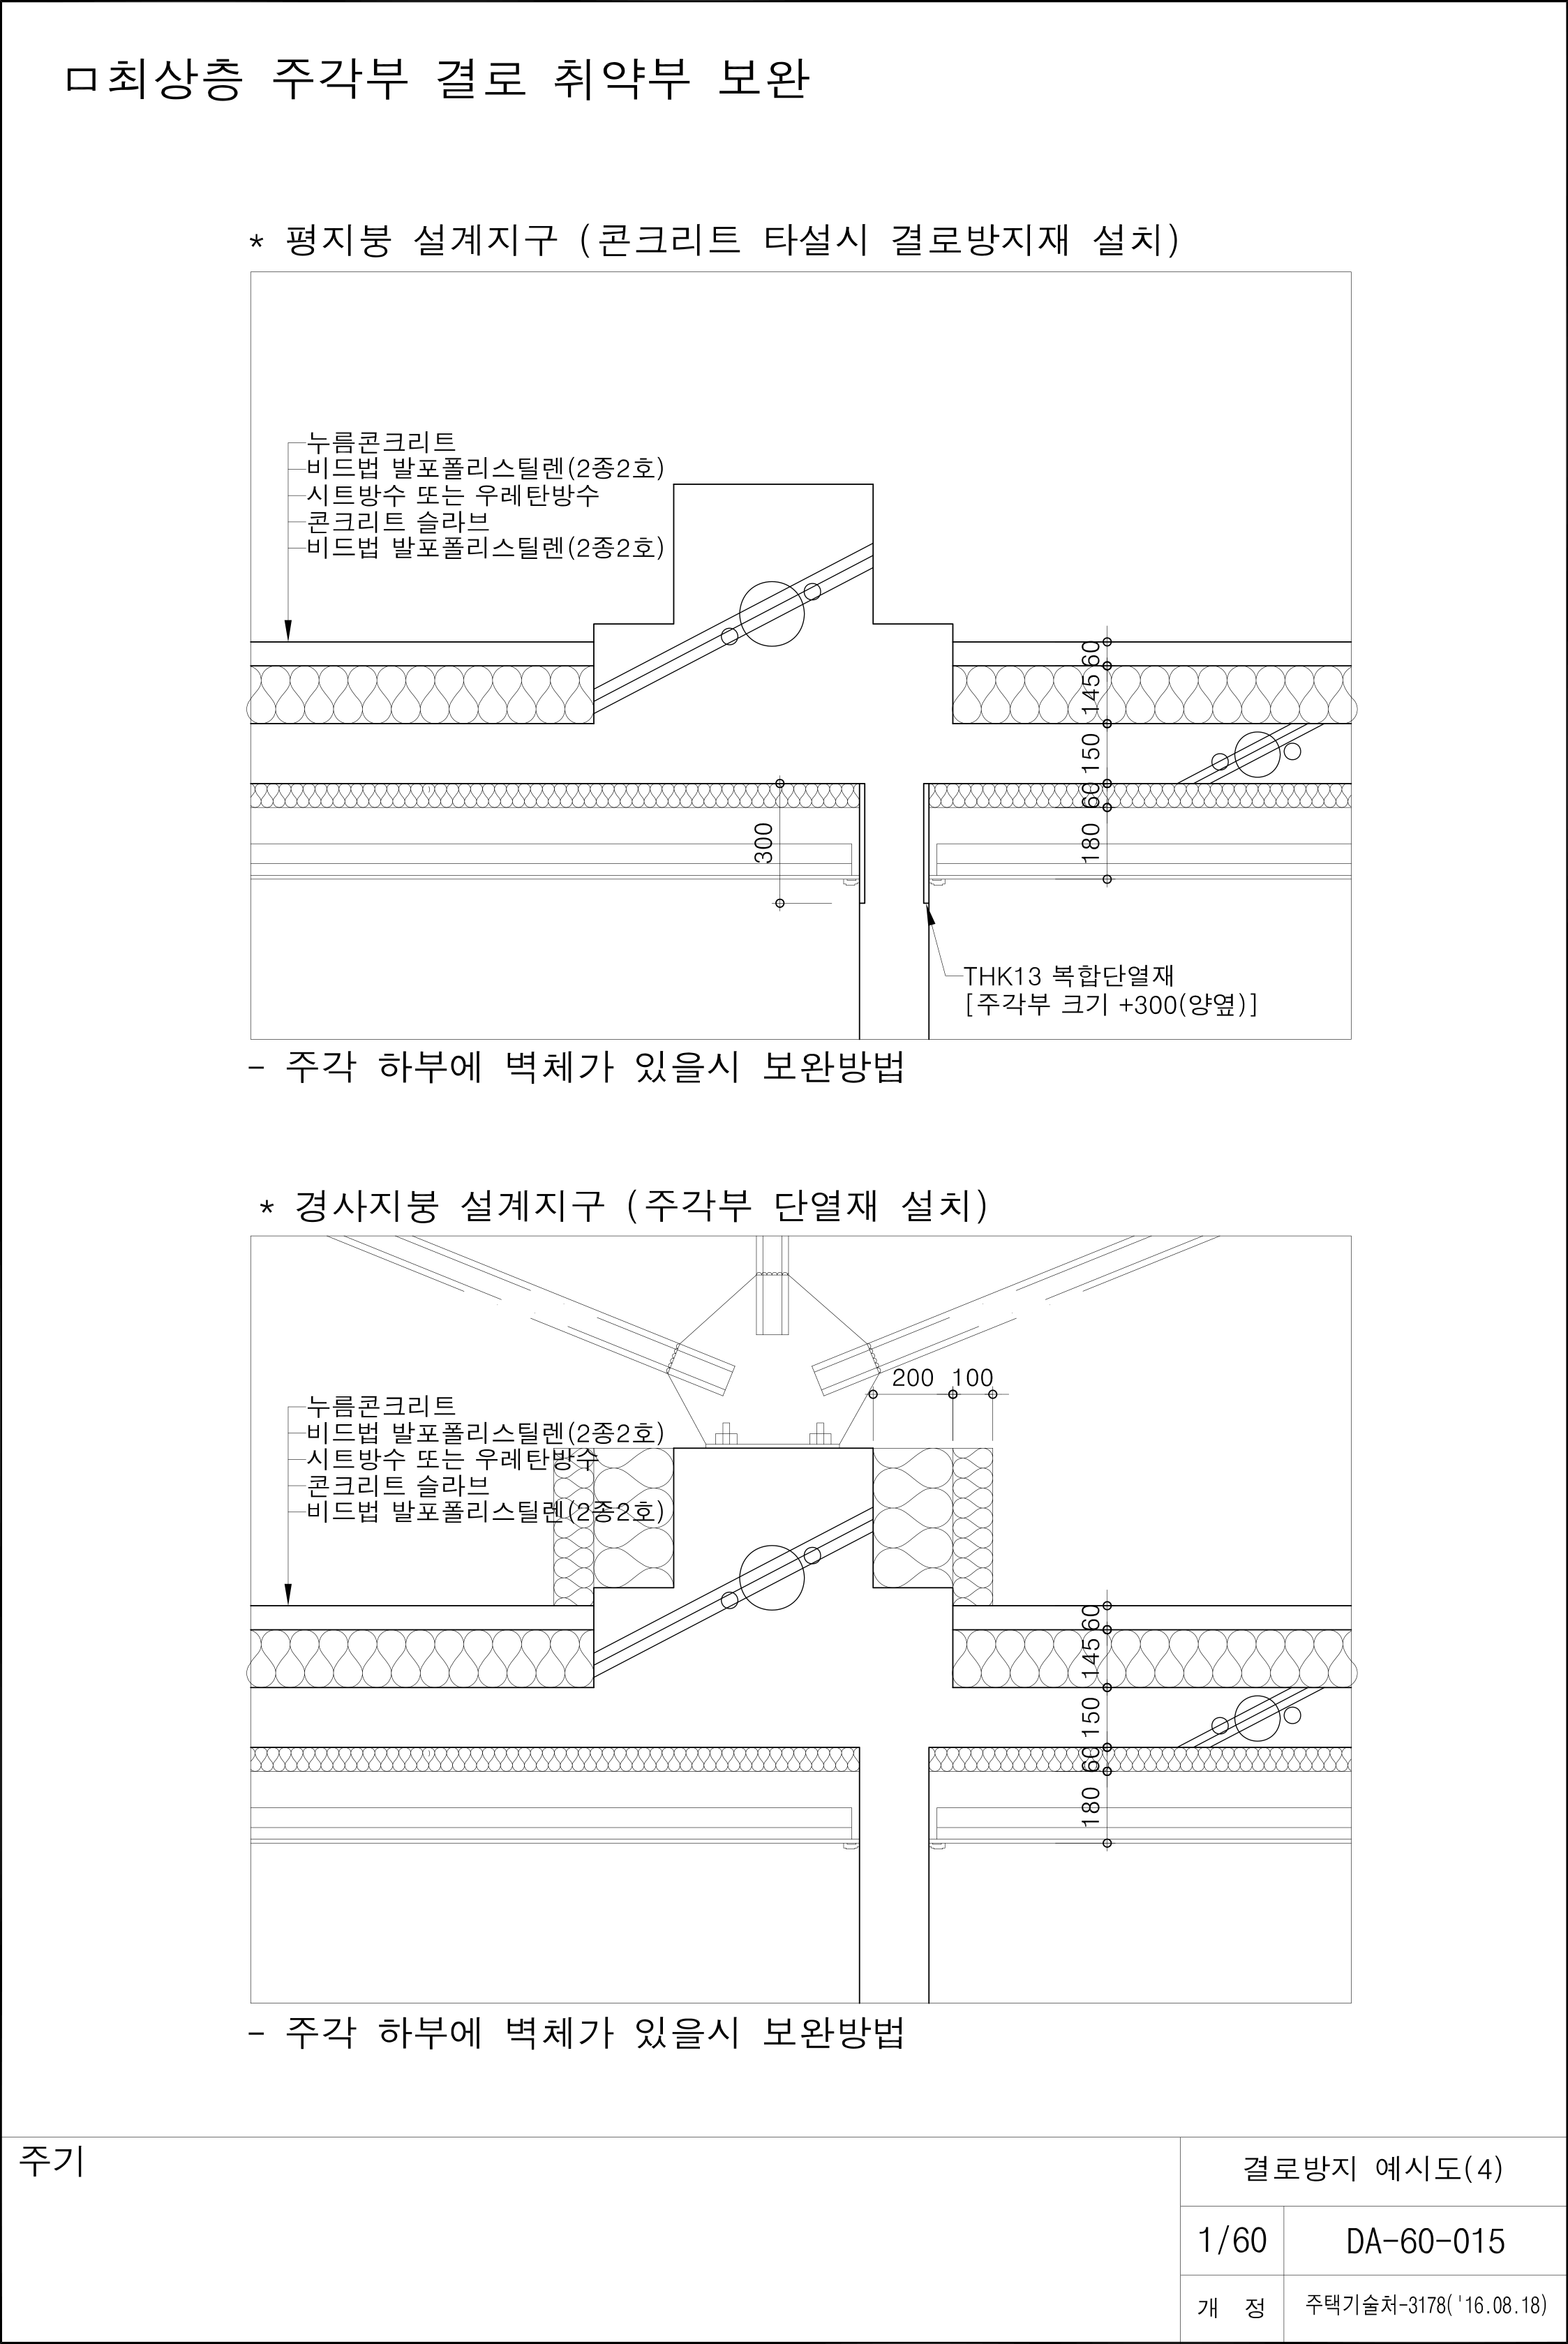 □최상층 주각부 결로 취약부 보완
* 평지붕 설계지구 (콘크리트 타설시 결로방지재 설치)
누름콘크리트
비드법 발포폴리스틸렌(2종2호)
시트방수 또는 우레탄방수
콘크리트 슬라브
비드법 발포폴리스틸렌(2종2호)
60
145
150
60
180
300
THK13 복합단열재
[주각부 크기 +300(양옆)]
- 주각 하부에 벽체가 있을시 보완방법
* 경사지붕 설계지구 (주각부 단열재 설치)
200 100
누름콘크리트
비드법 발포폴리스틸렌(2종2호)
시트방수 또는 우레탄방수
콘크리트 슬라브
비드법 발포폴리스틸렌(2종2호)
60
145
150
60
180
- 주각 하부에 벽체가 있을시 보완방법
주기
결로방지 예시도(4)
1/60 DA-60-015
개 정 주택기술처-3178('16.08.18)